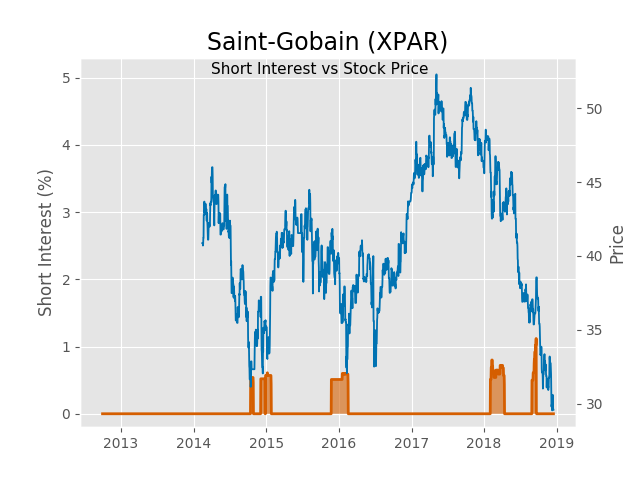 Saint-Gobain (XPAR)
Short Interest vs Stock Price
Short Interest (%)
5
4
3
2
1
0
50
45
40
35
30
Price
2013 2014 2015 2016 2017 2018 2019